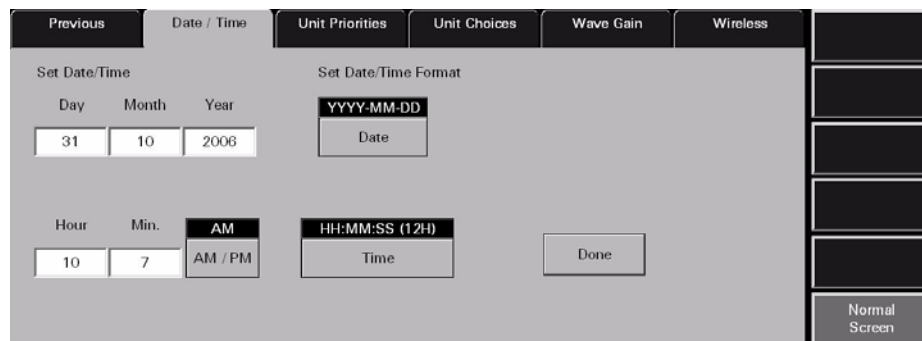 Previous Date / Time Unit Priorities Unit Choices Wave Gain Wireless
Set Date/Time Set Date/Time Format
Day Month Year YYYY-MM-DD
31 10 2006 Date
Hour Min. AM HH:MM:SS (12H)
10 7 AM / PM Time Done
Normal
Screen